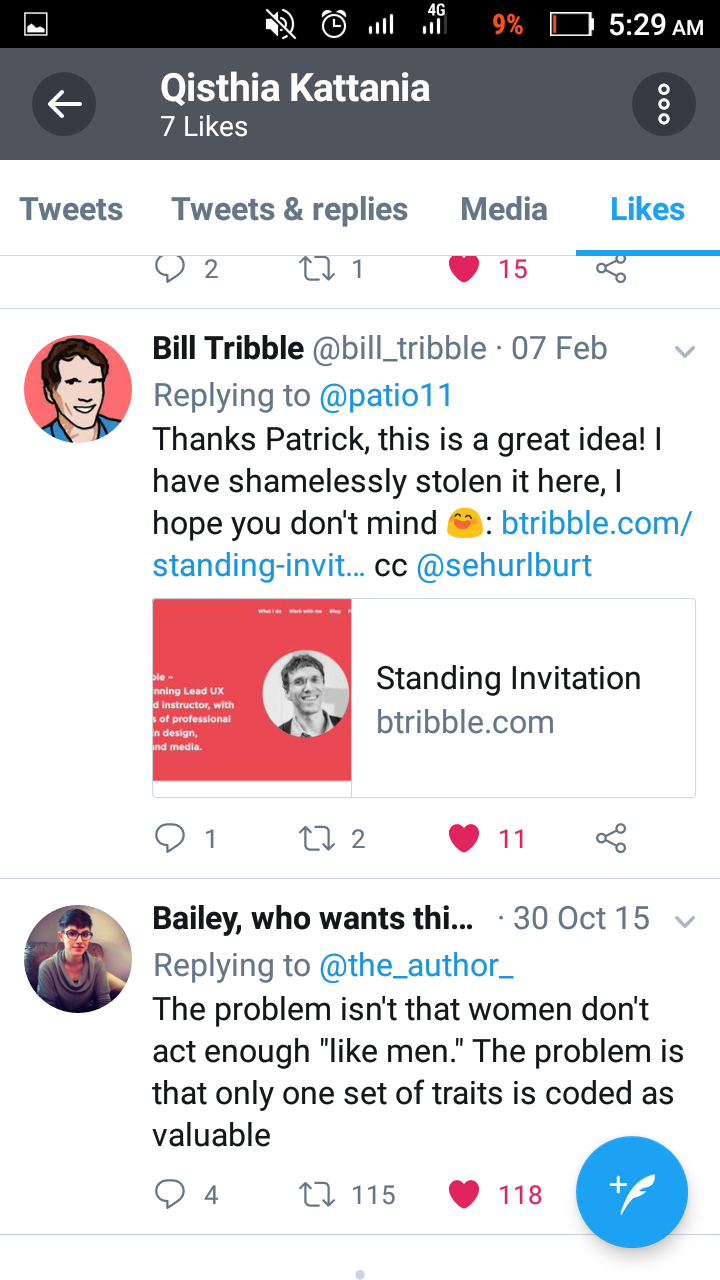 4G
9%
5:29 AM
Qisthia Kattania
7 Likes
Tweets
Tweets & replies
Media
Likes
2
1
15
Bill Tribble @bill_tribble · 07 Feb
Replying to @patio11
Thanks Patrick, this is a great idea! I
have shamelessly stolen it here, I
hope you don't mind 😄: btribble.com/
standing-invit… cc @sehurlburt
What I do Work with me Blog
nning Lead UX
d instructor, with
s of professional
n design,
nd media.
Standing Invitation
btribble.com
1
2
11
Bailey, who wants thi... · 30 Oct 15
Replying to @the_author_
The problem isn't that women don't
act enough "like men." The problem is
that only one set of traits is coded as
valuable
4
115
118